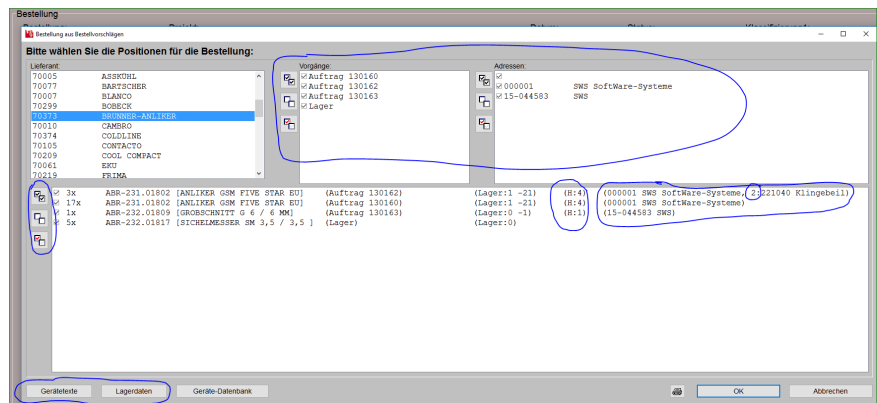 Bestellung
Bestellung aus Bestellvorschlägen
Bitte wählen Sie die Positionen für die Bestellung:
Lieferant: Vorgänge: Adressen:
70005 ASSKÜHL
70077 BARTSCHER
70007 BLANCO
70299 BOBECK
70373 BRUNNER-ANLIKER
70010 CAMBRO
70374 COLDLINE
70105 CONTACTO
70209 COOL COMPACT
70061 EKU
70219 FRIMA
Auftrag 130160
Auftrag 130162
Auftrag 130163
Lager
000001 SWS SoftWare-Systeme
15-044583 SWS
3x ABR-231.01802 [ANLIKER GSM FIVE STAR EU] (Auftrag 130162) (Lager:1 -21) (H:4) (000001 SWS SoftWare-Systeme, 2:221040 Klingebeil)
17x ABR-231.01802 [ANLIKER GSM FIVE STAR EU] (Auftrag 130160) (Lager:1 -21) (H:4) (000001 SWS SoftWare-Systeme)
1x ABR-232.01809 [GROBSCHNITT G 6 / 6 MM] (Auftrag 130163) (Lager:0 -1) (H:1) (15-044583 SWS)
5x ABR-232.01817 [SICHELMESSER SM 3,5 / 3,5 ] (Lager) (Lager:0)
Gerätetexte Lagerdaten Geräte-Datenbank OK Abbrechen